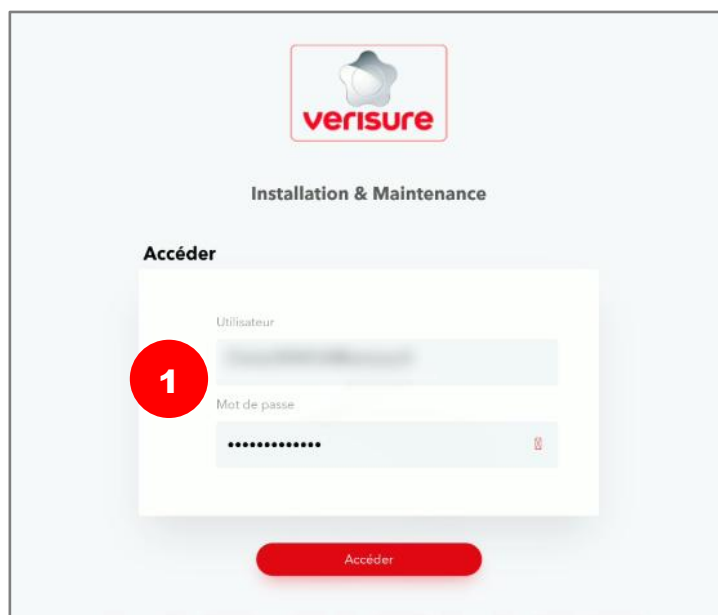 verisure
Installation & Maintenance
Accéder
Utilisateur
1
Mot de passe
•••••••••••••
Accéder